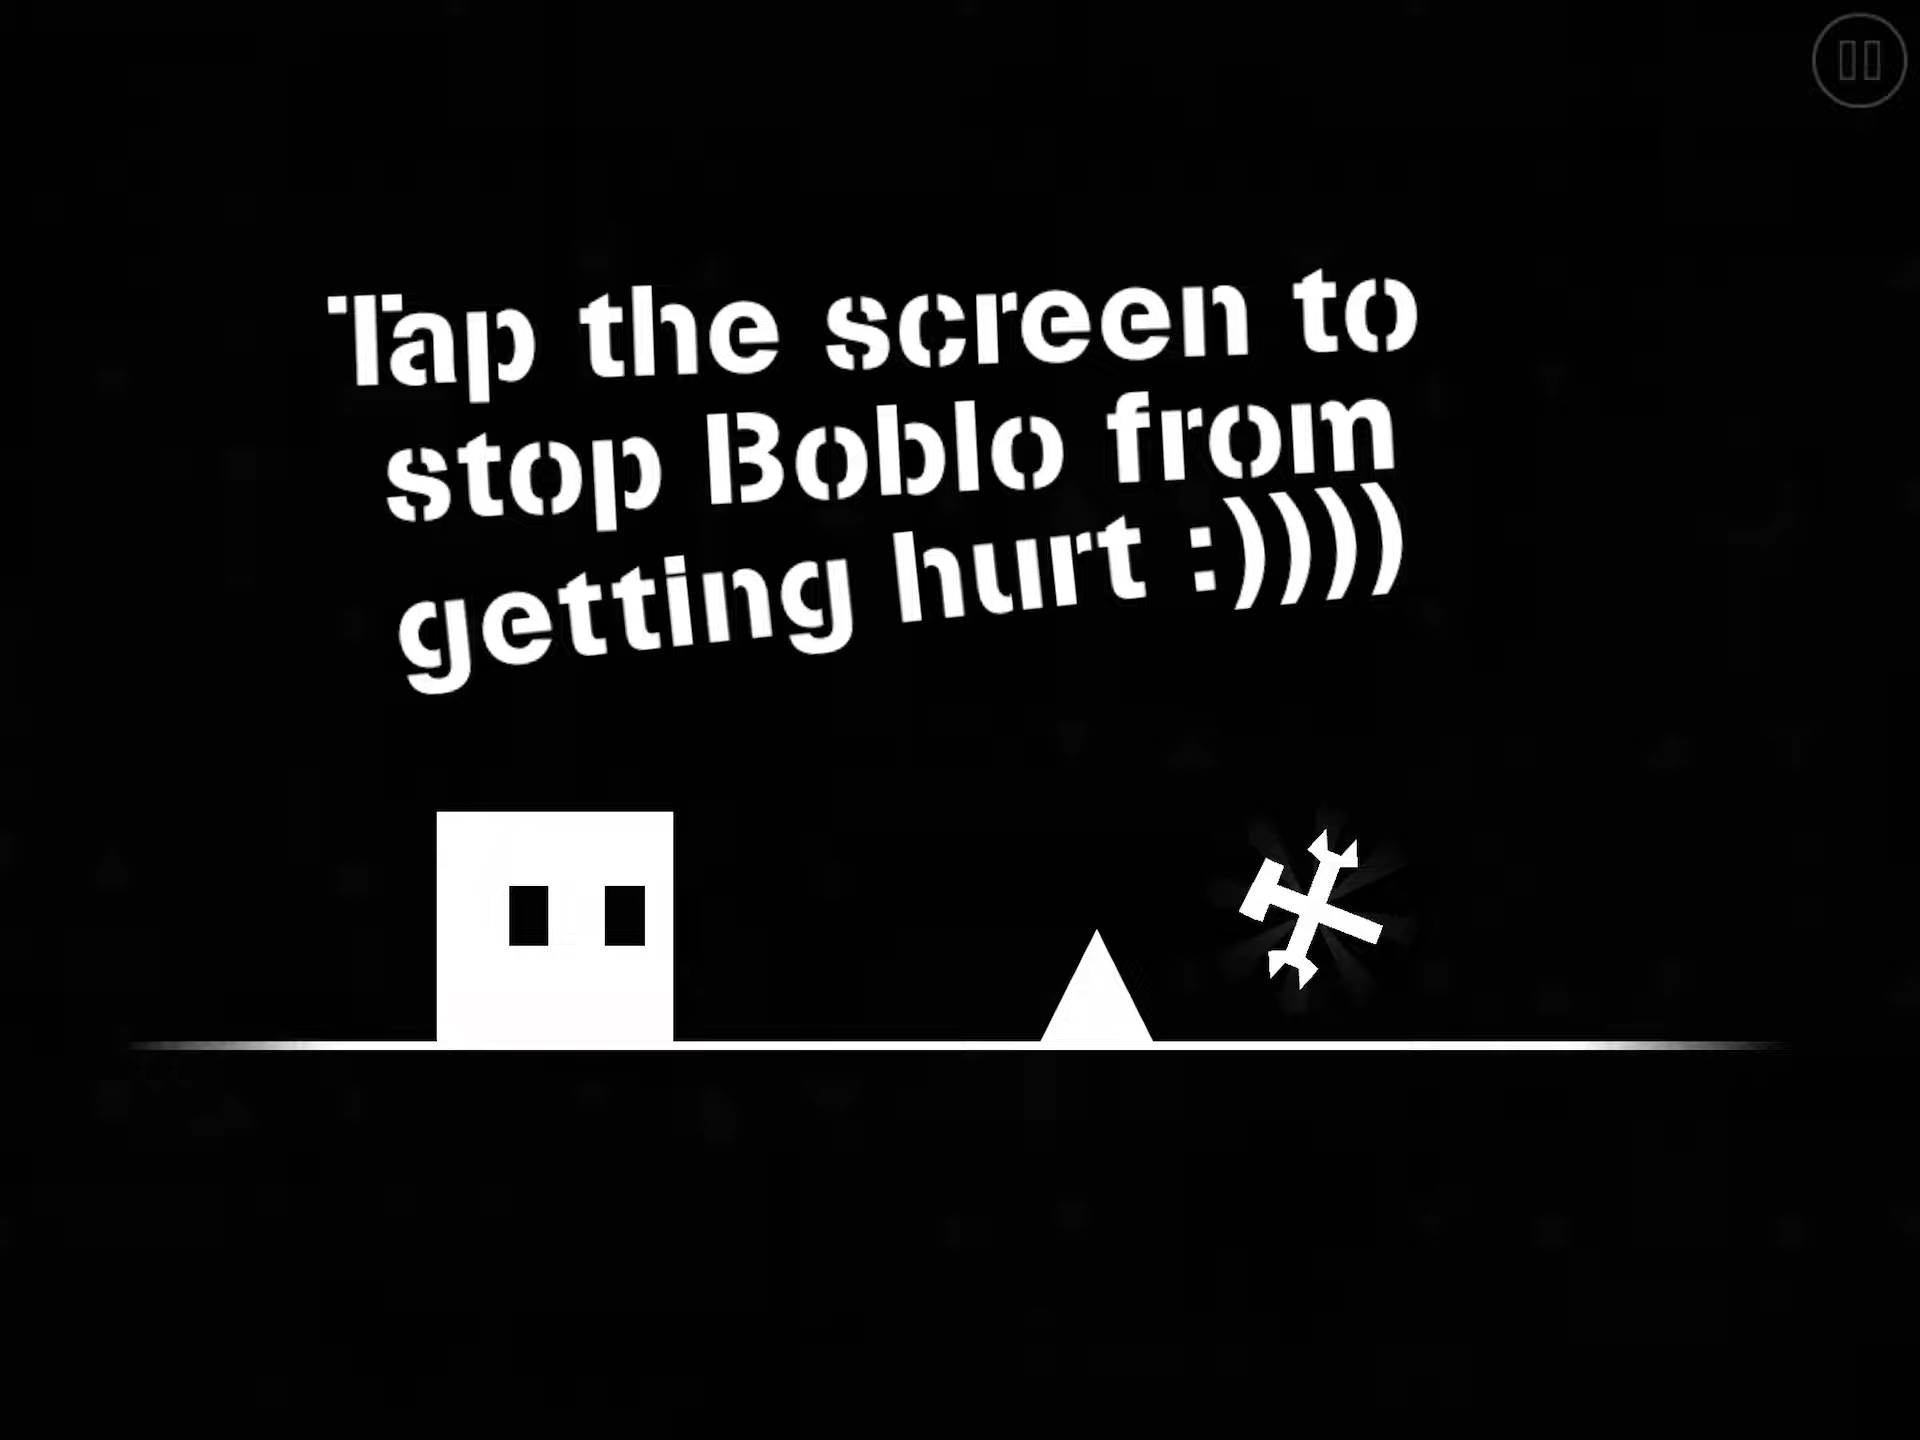 Tap the screen to
stop Boblo from
getting hurt :))))